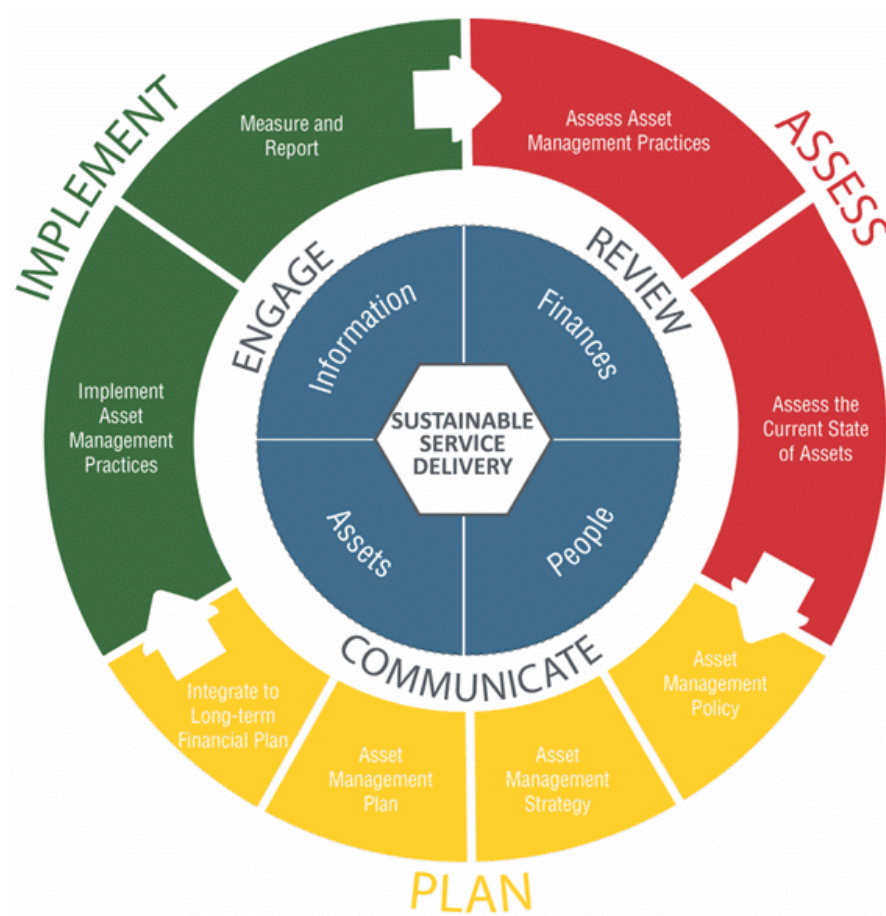 IMPLEMENT
ASSESS
PLAN
Measure and
Report
Assess Asset
Management Practices
Assess the
Current State
of Assets
Asset
Management
Policy
Asset
Management
Strategy
Asset
Management
Plan
Integrate to
Long-term
Financial Plan
Implement
Asset
Management
Practices
ENGAGE
REVIEW
COMMUNICATE
Information
Finances
People
Assets
SUSTAINABLE
SERVICE
DELIVERY